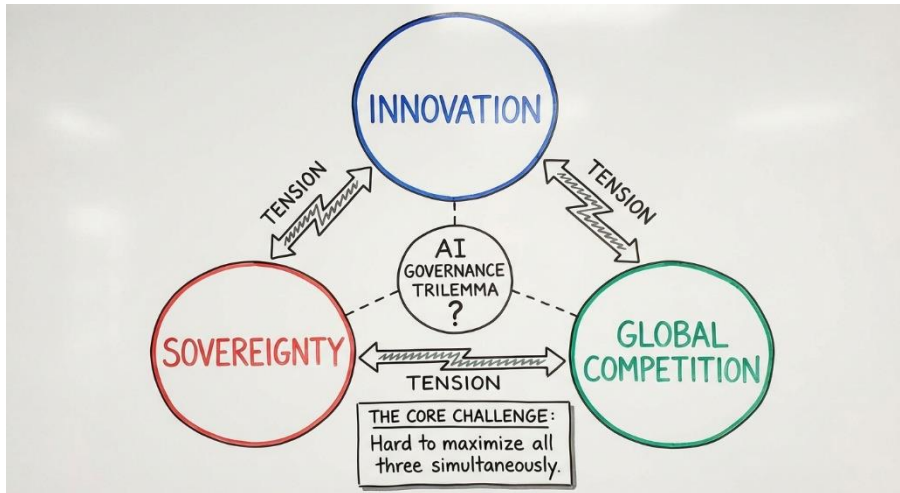 INNOVATION
TENSION
TENSION
AI
GOVERNANCE
TRILEMMA
?
SOVEREIGNTY
GLOBAL
COMPETITION
TENSION
THE CORE CHALLENGE:
Hard to maximize all
three simultaneously.